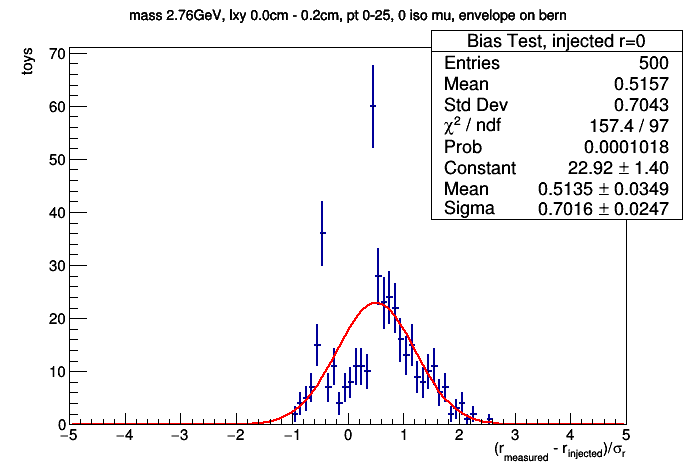 mass 2.76GeV, lxy 0.0cm - 0.2cm, pt 0-25, 0 iso mu, envelope on bern
toys
Bias Test, injected r=0
Entries 500
Mean 0.5157
Std Dev 0.7043
χ² / ndf 157.4 / 97
Prob 0.0001018
Constant 22.92 ± 1.40
Mean 0.5135 ± 0.0349
Sigma 0.7016 ± 0.0247
70
60
50
40
30
20
10
0
−5 −4 −3 −2 −1 0 1 2 3 4 5
(r_measured - r_injected)/σ_r